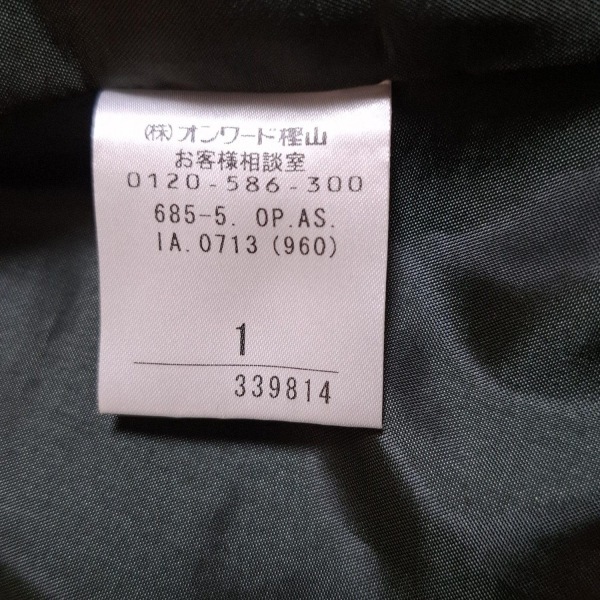 (株)オンワード樫山
お客様相談室
0120-586-300
685-5. OP.AS.
IA.0713 (960)
1
339814